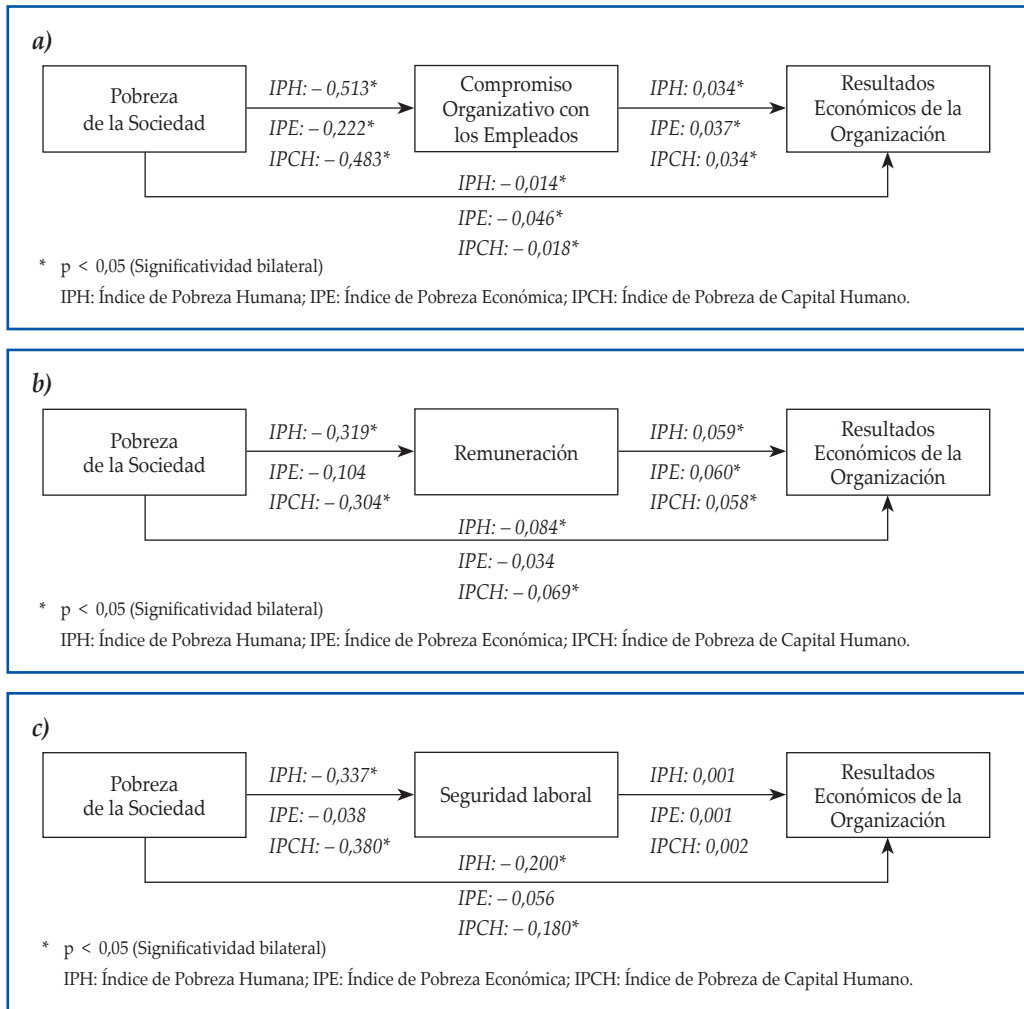 a)
Pobreza
de la Sociedad
IPH: – 0,513*
IPE: – 0,222*
IPCH: – 0,483*
Compromiso
Organizativo con
los Empleados
IPH: 0,034*
IPE: 0,037*
IPCH: 0,034*
Resultados
Económicos de la
Organización
IPH: – 0,014*
IPE: – 0,046*
IPCH: – 0,018*
* p < 0,05 (Significatividad bilateral)
IPH: Índice de Pobreza Humana; IPE: Índice de Pobreza Económica; IPCH: Índice de Pobreza de Capital Humano.
b)
Pobreza
de la Sociedad
IPH: – 0,319*
IPE: – 0,104
IPCH: – 0,304*
Remuneración
IPH: 0,059*
IPE: 0,060*
IPCH: 0,058*
Resultados
Económicos de la
Organización
IPH: – 0,084*
IPE: – 0,034
IPCH: – 0,069*
* p < 0,05 (Significatividad bilateral)
IPH: Índice de Pobreza Humana; IPE: Índice de Pobreza Económica; IPCH: Índice de Pobreza de Capital Humano.
c)
Pobreza
de la Sociedad
IPH: – 0,337*
IPE: – 0,038
IPCH: – 0,380*
Seguridad laboral
IPH: 0,001
IPE: 0,001
IPCH: 0,002
Resultados
Económicos de la
Organización
IPH: – 0,200*
IPE: – 0,056
IPCH: – 0,180*
* p < 0,05 (Significatividad bilateral)
IPH: Índice de Pobreza Humana; IPE: Índice de Pobreza Económica; IPCH: Índice de Pobreza de Capital Humano.